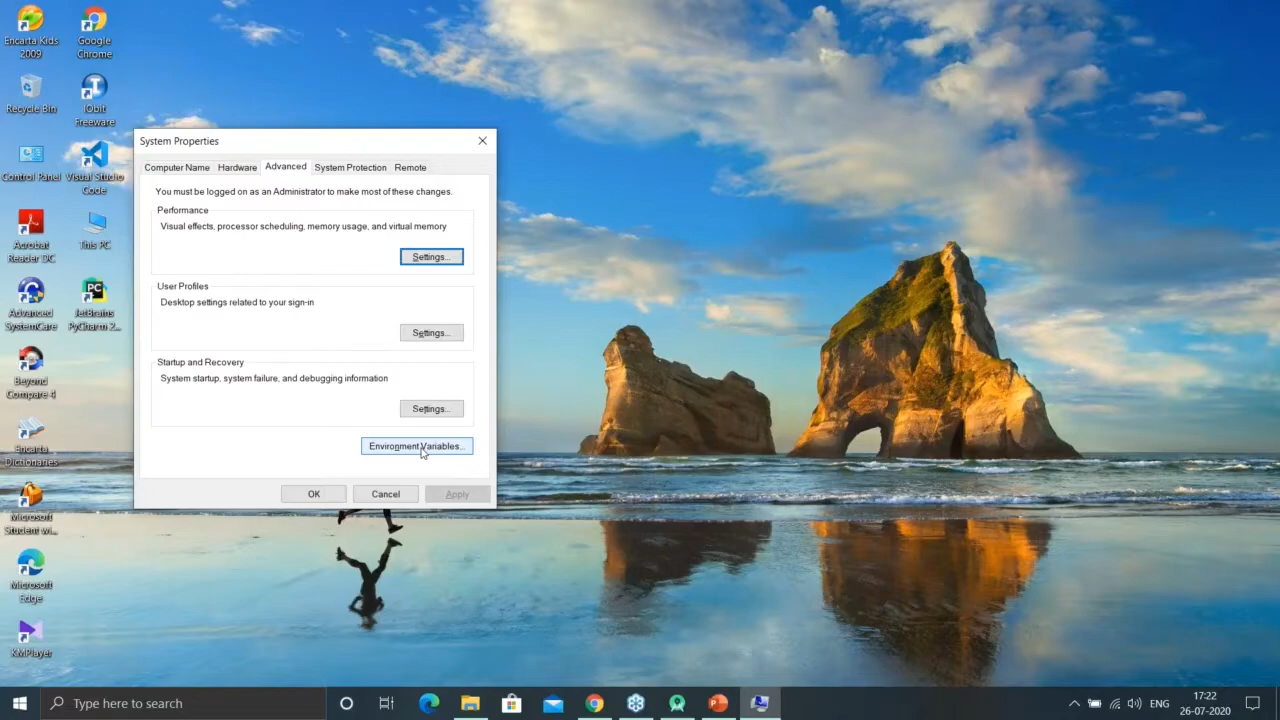 Encarta Kids
2009
Google
Chrome
Recycle Bin
IObit
Freeware
Control Panel
Visual Studio
Code
Acrobat
Reader DC
This PC
Advanced
SystemCare
JetBrains
PyCharm 2...
Beyond
Compare 4
Encarta
Dictionaries
Microsoft
Student wi...
Microsoft
Edge
KMPlayer
System Properties
Computer Name
Hardware
Advanced
System Protection
Remote
You must be logged on as an Administrator to make most of these changes.
Performance
Visual effects, processor scheduling, memory usage, and virtual memory
Settings...
User Profiles
Desktop settings related to your sign-in
Settings...
Startup and Recovery
System startup, system failure, and debugging information
Settings...
Environment Variables...
OK
Cancel
Apply
Type here to search
ENG
17:22
26-07-2020